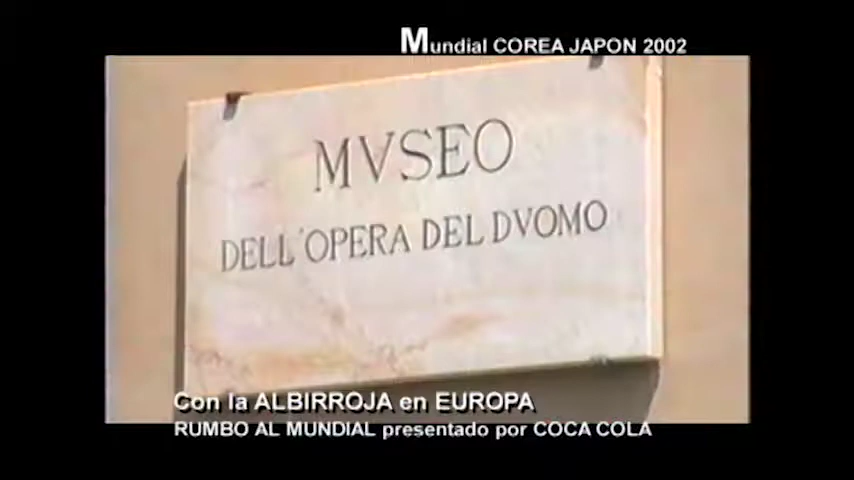 Mundial COREA JAPON 2002
MVSEO
DELL'OPERA DEL DVOMO
Con la ALBIRROJA en EUROPA
RUMBO AL MUNDIAL presentado por COCA COLA